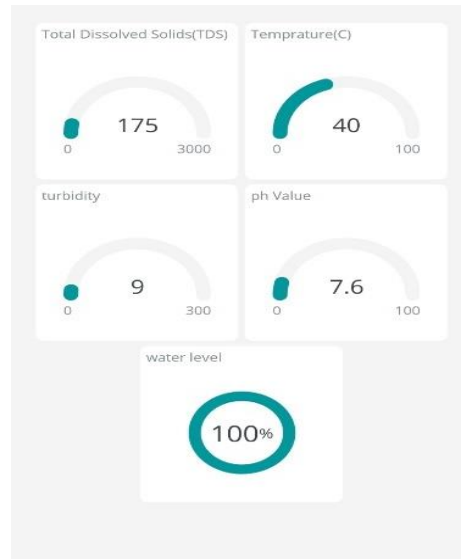 Total Dissolved Solids(TDS)
175
0 3000
Temprature(C)
40
0 100
turbidity
9
0 300
ph Value
7.6
0 100
water level
100%